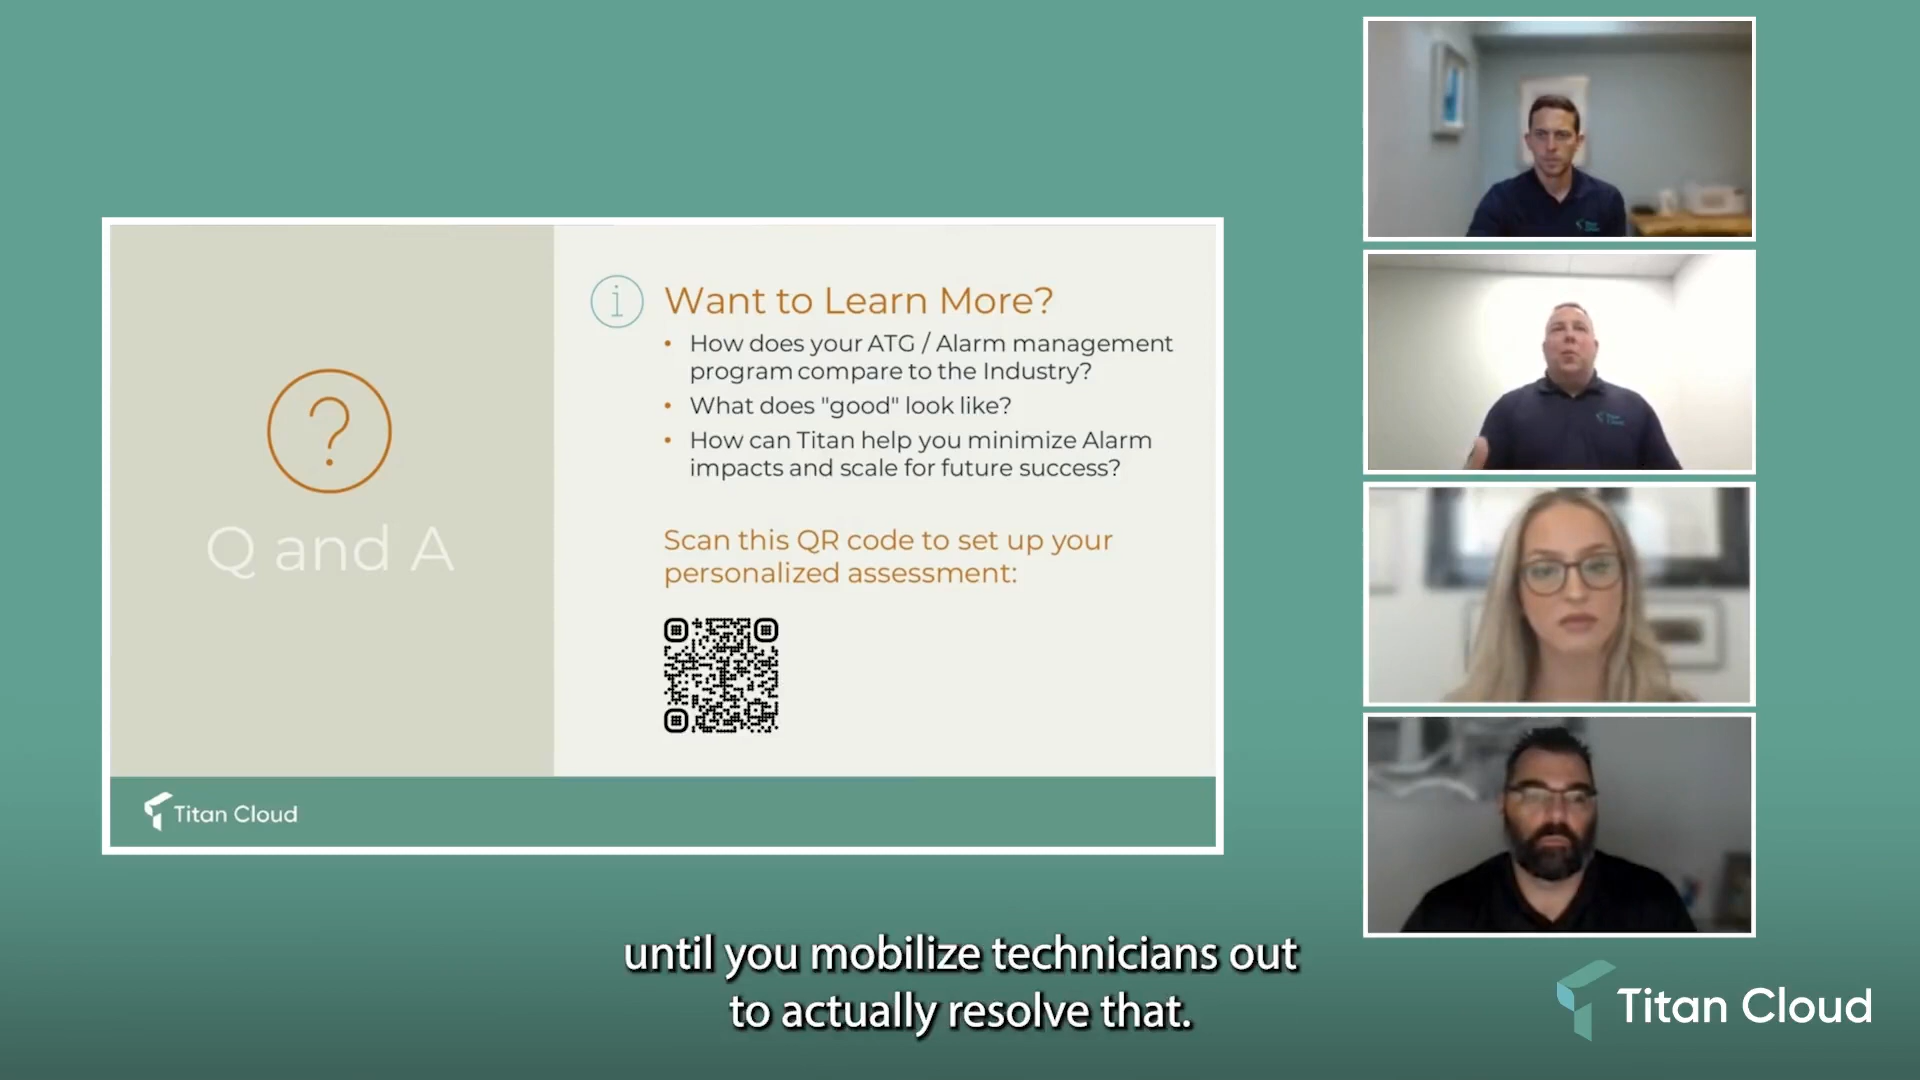 Want to Learn More?
• How does your ATG / Alarm management
program compare to the Industry?
• What does "good" look like?
• How can Titan help you minimize Alarm
impacts and scale for future success?
Q and A
Scan this QR code to set up your
personalized assessment:
Titan Cloud
until you mobilize technicians out
to actually resolve that.
Titan Cloud